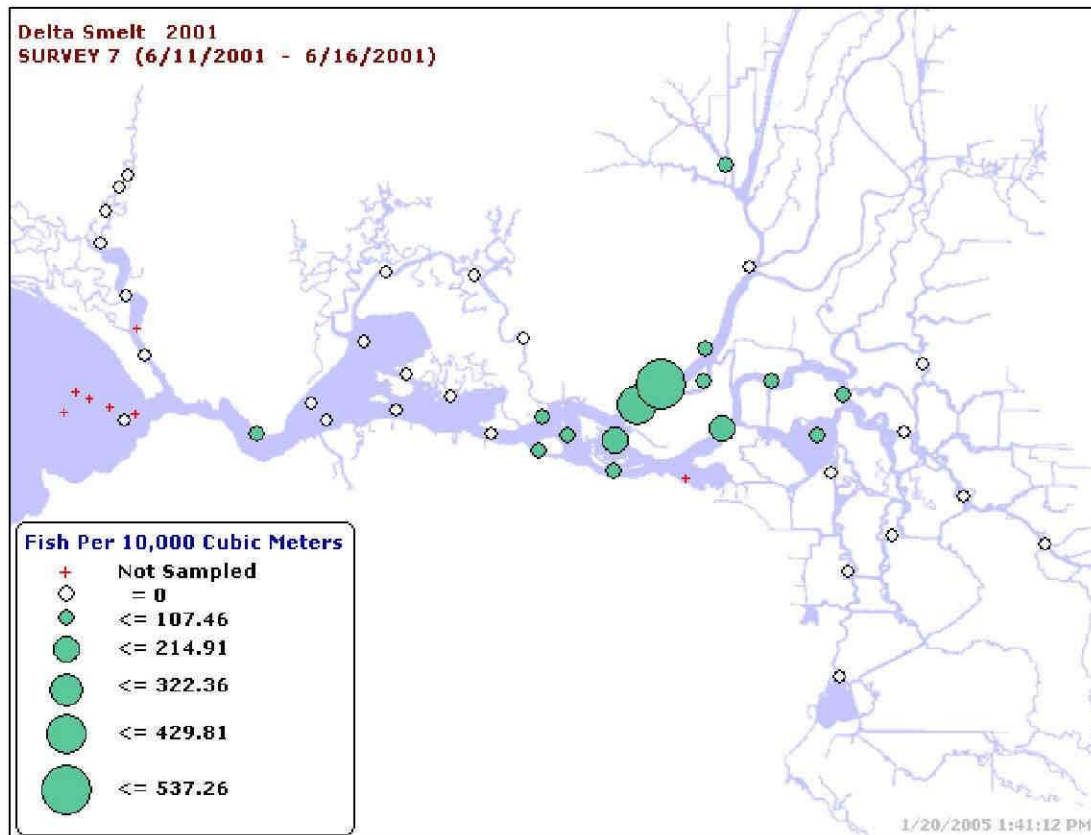 Delta Smelt 2001
SURVEY 7 (6/11/2001 - 6/16/2001)
Fish Per 10,000 Cubic Meters
Not Sampled
= 0
<= 107.46
<= 214.91
<= 322.36
<= 429.81
<= 537.26
1/20/2005 1:41:12 PM